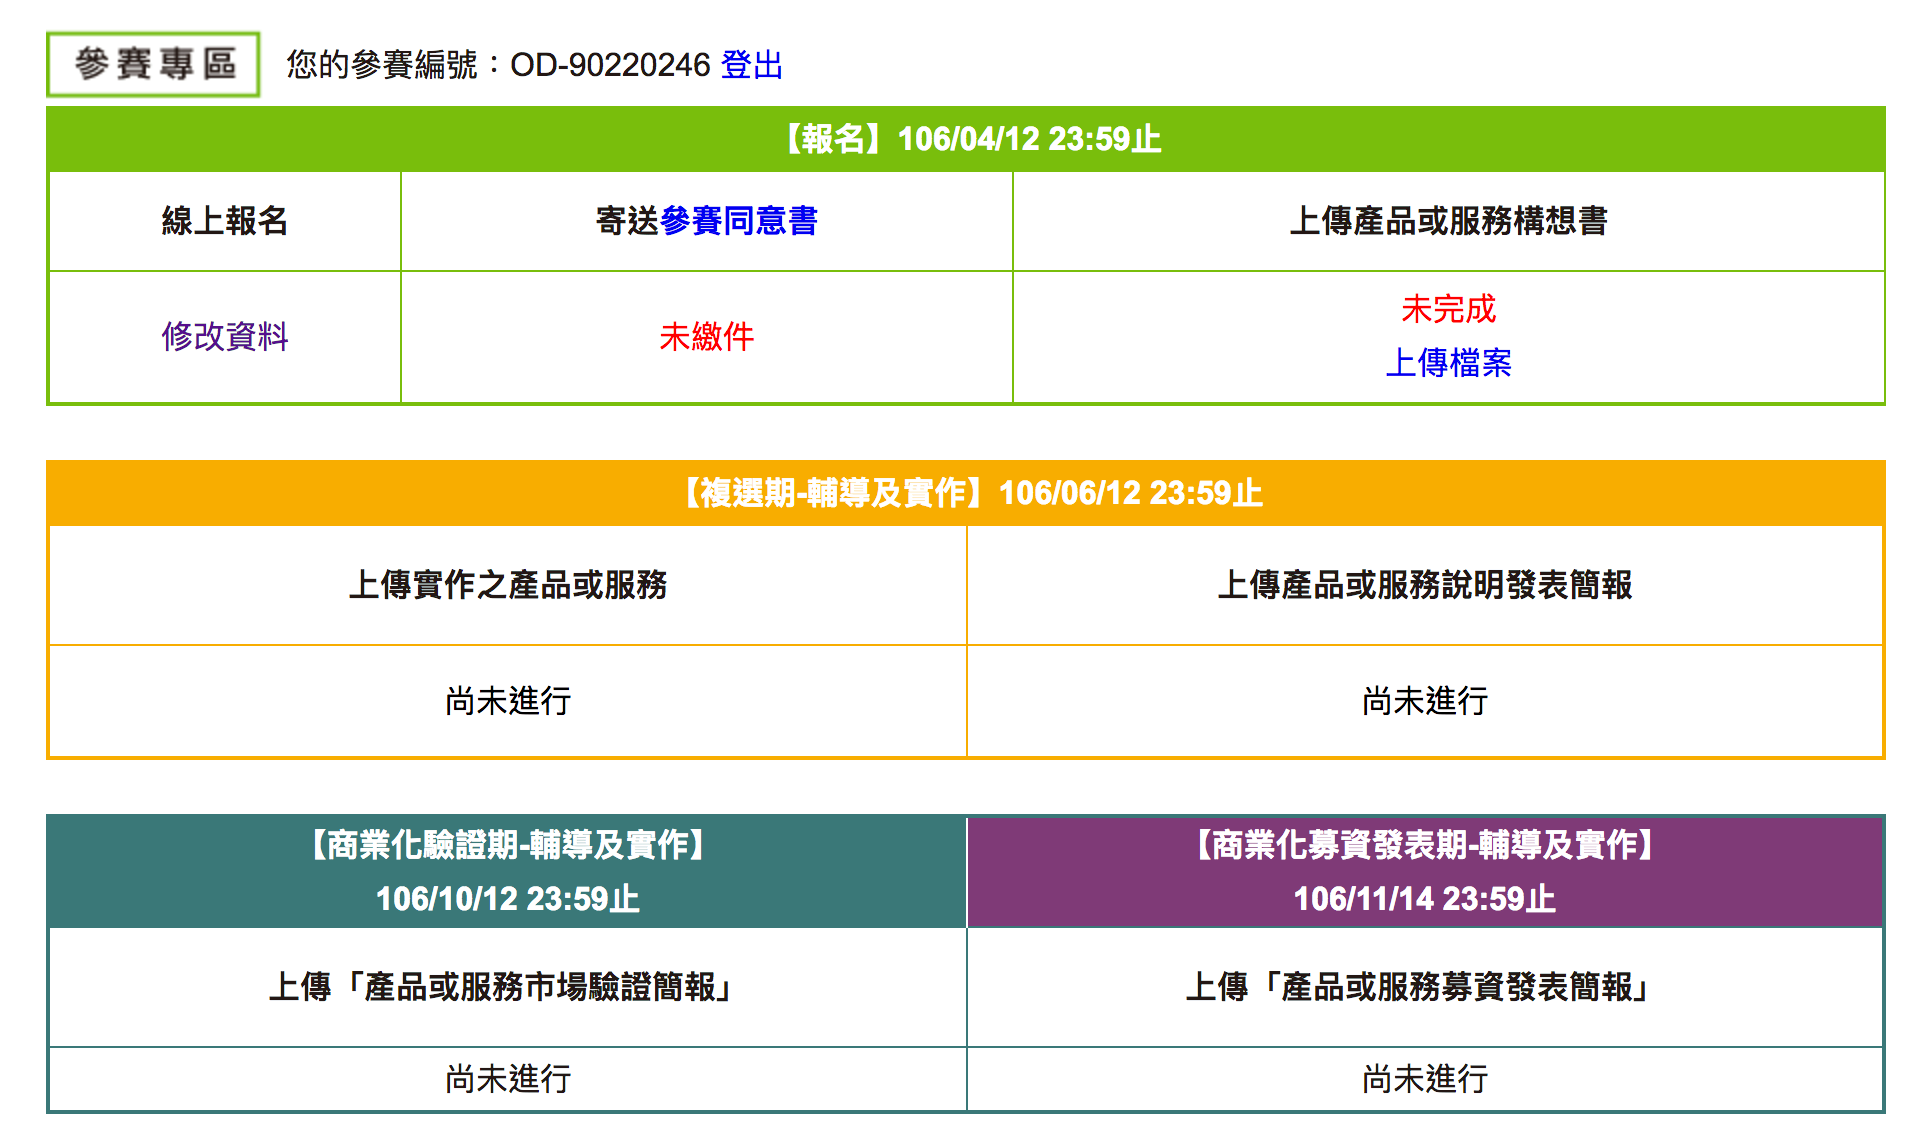 參賽專區 您的參賽編號：OD-90220246 登出
【報名】106/04/12 23:59止
線上報名 寄送參賽同意書 上傳產品或服務構想書
修改資料 未繳件 未完成
上傳檔案
【複選期-輔導及實作】106/06/12 23:59止
上傳實作之產品或服務 上傳產品或服務說明發表簡報
尚未進行 尚未進行
【商業化驗證期-輔導及實作】
106/10/12 23:59止
【商業化募資發表期-輔導及實作】
106/11/14 23:59止
上傳「產品或服務市場驗證簡報」 上傳「產品或服務募資發表簡報」
尚未進行 尚未進行